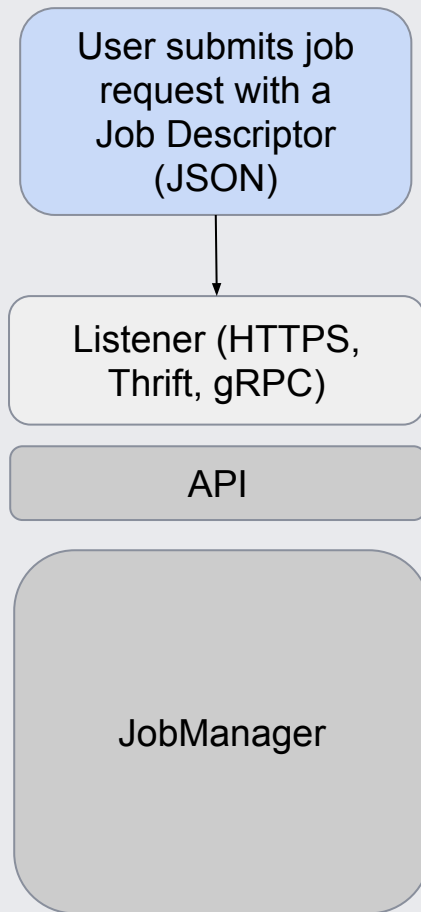 User submits job
request with a
Job Descriptor
(JSON)
Listener (HTTPS,
Thrift, gRPC)
API
JobManager